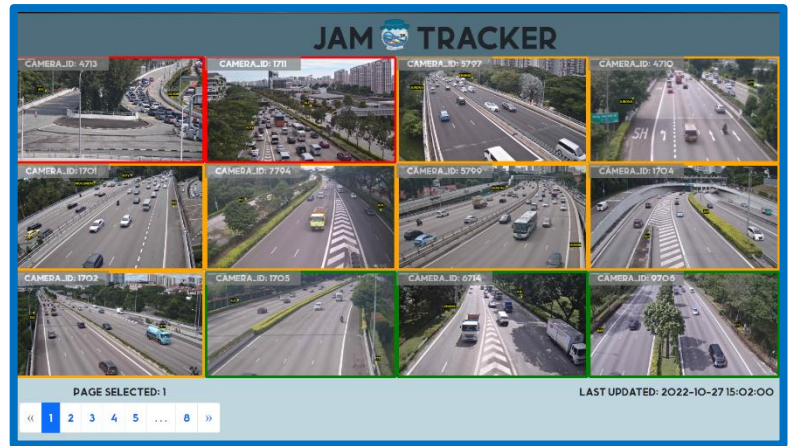 JAM TRACKER
CAMERA_ID: 4713 CAMERA_ID: 1711 CAMERA_ID: 5797 CAMERA_ID: 4710
CAMERA_ID: 1701 CAMERA_ID: 7794 CAMERA_ID: 5799 CAMERA_ID: 1704
CAMERA_ID: 1702 CAMERA_ID: 1705 CAMERA_ID: 6714 CAMERA_ID: 9706
PAGE SELECTED: 1 LAST UPDATED: 2022-10-27 15:02:00
« 1 2 3 4 5 ... 8 »